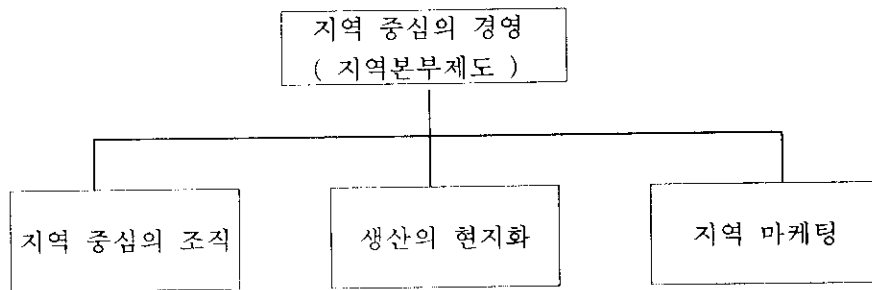 지역 중심의 경영
( 지역본부제도 )
지역 중심의 조직
생산의 현지화
지역 마케팅